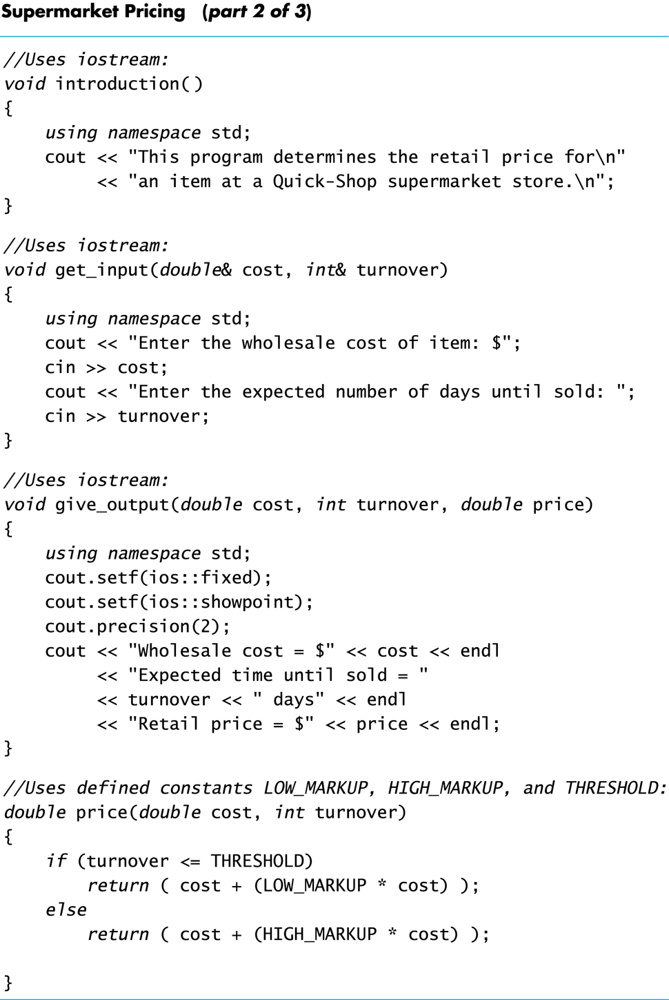 Supermarket Pricing (part 2 of 3)
//Uses iostream:
void introduction()
{
    using namespace std;
    cout << "This program determines the retail price for\n"
         << "an item at a Quick-Shop supermarket store.\n";
}
//Uses iostream:
void get_input(double& cost, int& turnover)
{
    using namespace std;
    cout << "Enter the wholesale cost of item: $";
    cin >> cost;
    cout << "Enter the expected number of days until sold: ";
    cin >> turnover;
}
//Uses iostream:
void give_output(double cost, int turnover, double price)
{
    using namespace std;
    cout.setf(ios::fixed);
    cout.setf(ios::showpoint);
    cout.precision(2);
    cout << "Wholesale cost = $" << cost << endl
         << "Expected time until sold = "
         << turnover << " days" << endl
         << "Retail price = $" << price << endl;
}
//Uses defined constants LOW_MARKUP, HIGH_MARKUP, and THRESHOLD:
double price(double cost, int turnover)
{
    if (turnover <= THRESHOLD)
        return ( cost + (LOW_MARKUP * cost) );
    else
        return ( cost + (HIGH_MARKUP * cost) );
}